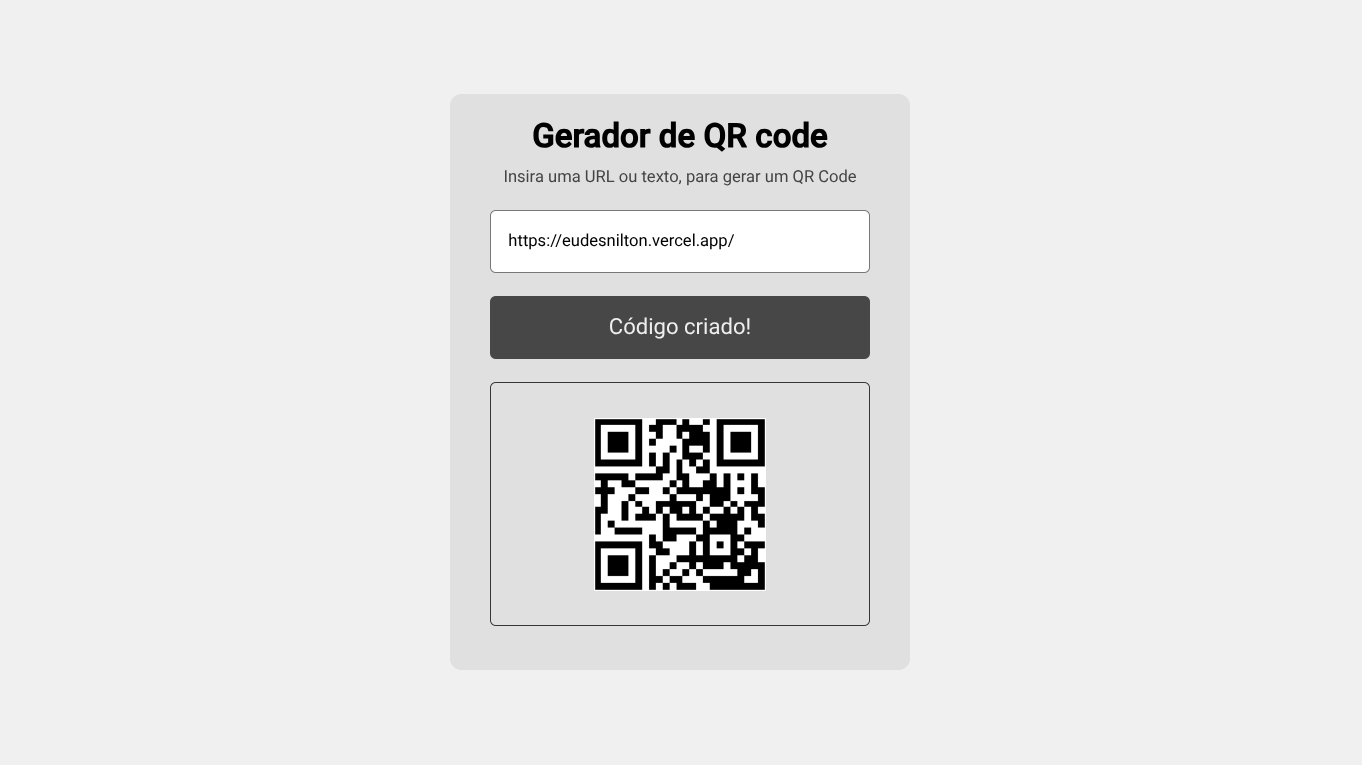 Gerador de QR code
Insira uma URL ou texto, para gerar um QR Code
https://eudesnilton.vercel.app/
Código criado!